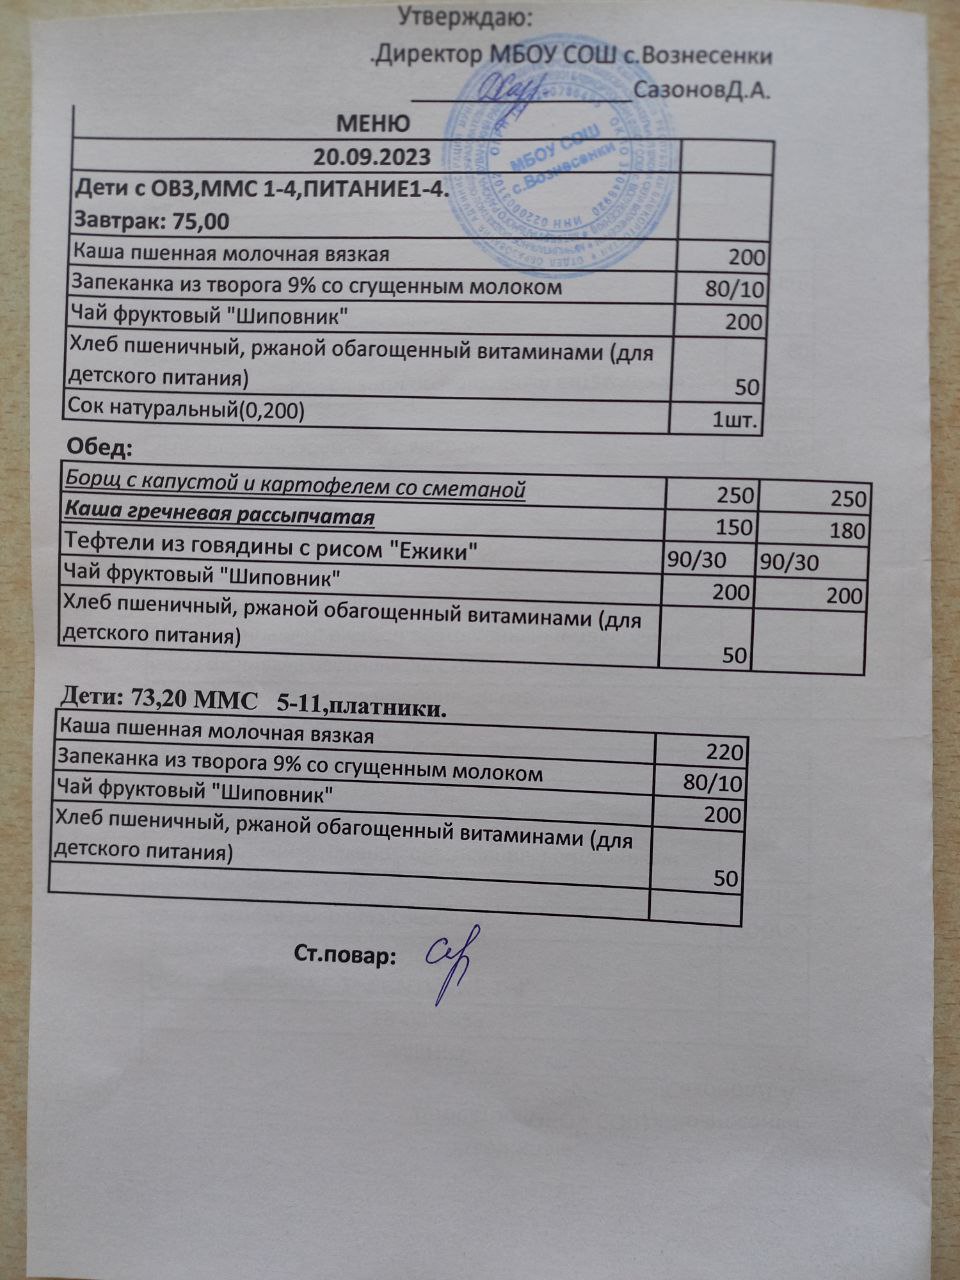 Утверждаю:
.Директор МБОУ СОШ с.Вознесенки
СазоновД.А.
МБОУ СОШ
с.Вознесенки
МЕНЮ
20.09.2023
Дети с ОВЗ,ММС 1-4,ПИТАНИЕ1-4.
Завтрак: 75,00
Каша пшенная молочная вязкая 200
Запеканка из творога 9% со сгущенным молоком 80/10
Чай фруктовый "Шиповник" 200
Хлеб пшеничный, ржаной обагощенный витаминами (для
детского питания) 50
Сок натуральный(0,200) 1шт.
Обед:
Борщ с капустой и картофелем со сметаной 250 250
Каша гречневая рассыпчатая 150 180
Тефтели из говядины с рисом "Ежики" 90/30 90/30
Чай фруктовый "Шиповник" 200 200
Хлеб пшеничный, ржаной обагощенный витаминами (для
детского питания) 50
Дети: 73,20 ММС 5-11,платники.
Каша пшенная молочная вязкая 220
Запеканка из творога 9% со сгущенным молоком 80/10
Чай фруктовый "Шиповник" 200
Хлеб пшеничный, ржаной обагощенный витаминами (для
детского питания) 50
Ст.повар: